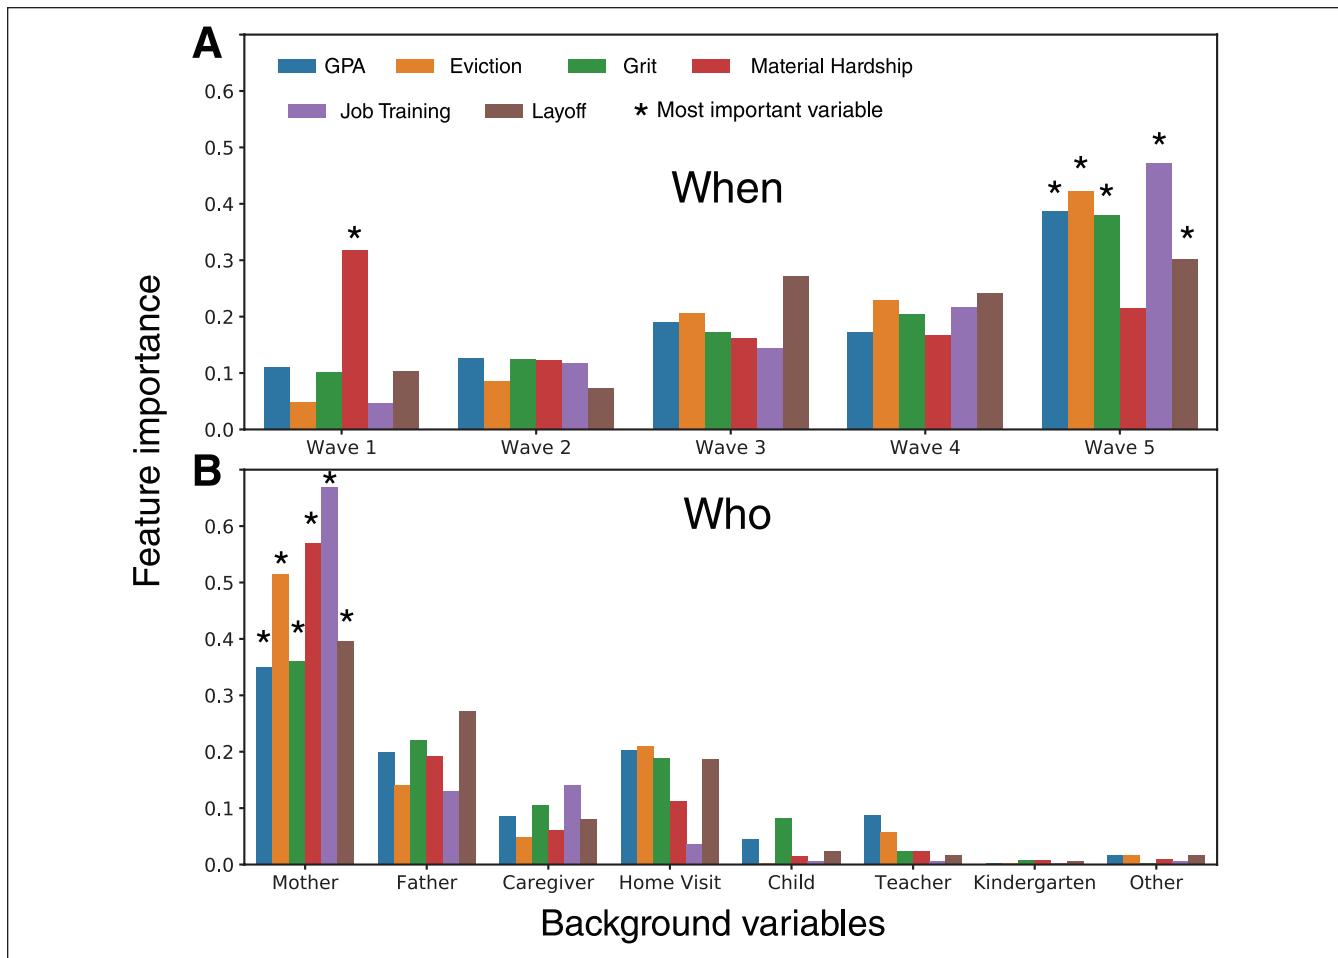 A
GPA Eviction Grit Material Hardship
Job Training Layoff * Most important variable
When
Feature importance
0.6
0.5
0.4
0.3
0.2
0.1
0.0
* * * * * *
Wave 1 Wave 2 Wave 3 Wave 4 Wave 5
B
Who
0.6
0.5
0.4
0.3
0.2
0.1
0.0
* * * * * *
Mother Father Caregiver Home Visit Child Teacher Kindergarten Other
Background variables